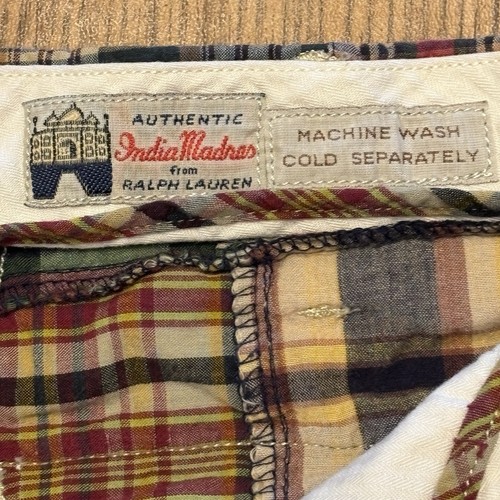 AUTHENTIC
India Madras
from
RALPH LAUREN
MACHINE WASH
COLD SEPARATELY